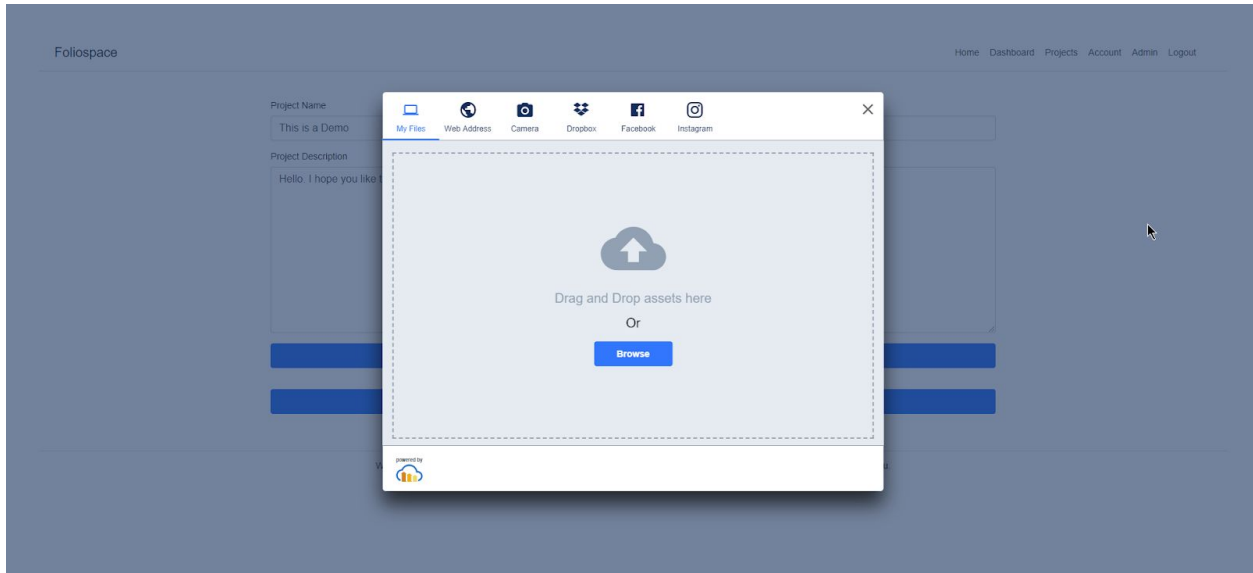 Foliospace
Home Dashboard Projects Account Admin Logout
Project Name
This is a Demo
Project Description
Hello. I hope you like t
My Files Web Address Camera Dropbox Facebook Instagram
Drag and Drop assets here
Or
Browse
powered by